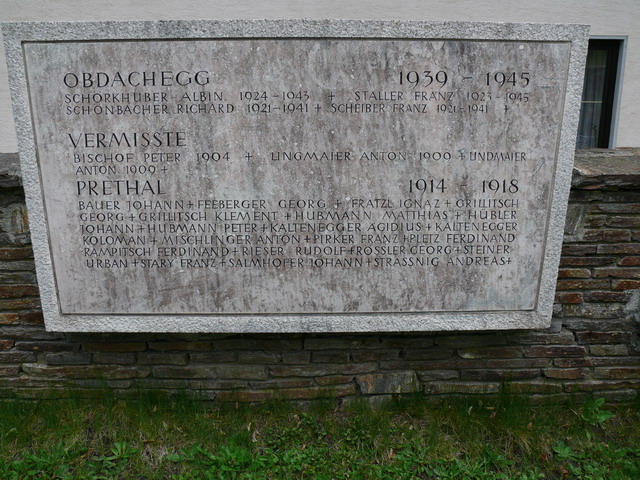 OBDACHEGG 1939 - 1945
SCHORKHUBER ALBIN 1924-1943 + STALLER FRANZ 1923-1945
SCHÖNBACHER RICHARD 1921-1941 + SCHEIBER FRANZ 1921-1941 +
VERMISSTE
BISCHOF PETER 1904 + LINGMAIER ANTON 1900 + LINDMAIER
ANTON 1909 +
PRETHAL 1914 - 1918
BAUER JOHANN + FEEBERGER GEORG + FRATZL IGNAZ + GRILLITSCH
GEORG + GRILLITSCH KLEMENT + HUBMANN MATTHIAS + HÜBLER
JOHANN + HUBMANN PETER + KALTENEGGER ÄGIDIUS + KALTENEGGER
KOLOMAN + MISCHLINGER ANTON + PIRKER FRANZ + PLETZ FERDINAND
RAMPITSCH FERDINAND + RIESER RUDOLF + RÖSSLER GEORG + STEINER
URBAN + STARY FRANZ + SALMHOFER JOHANN + STRASSNIG ANDREAS +